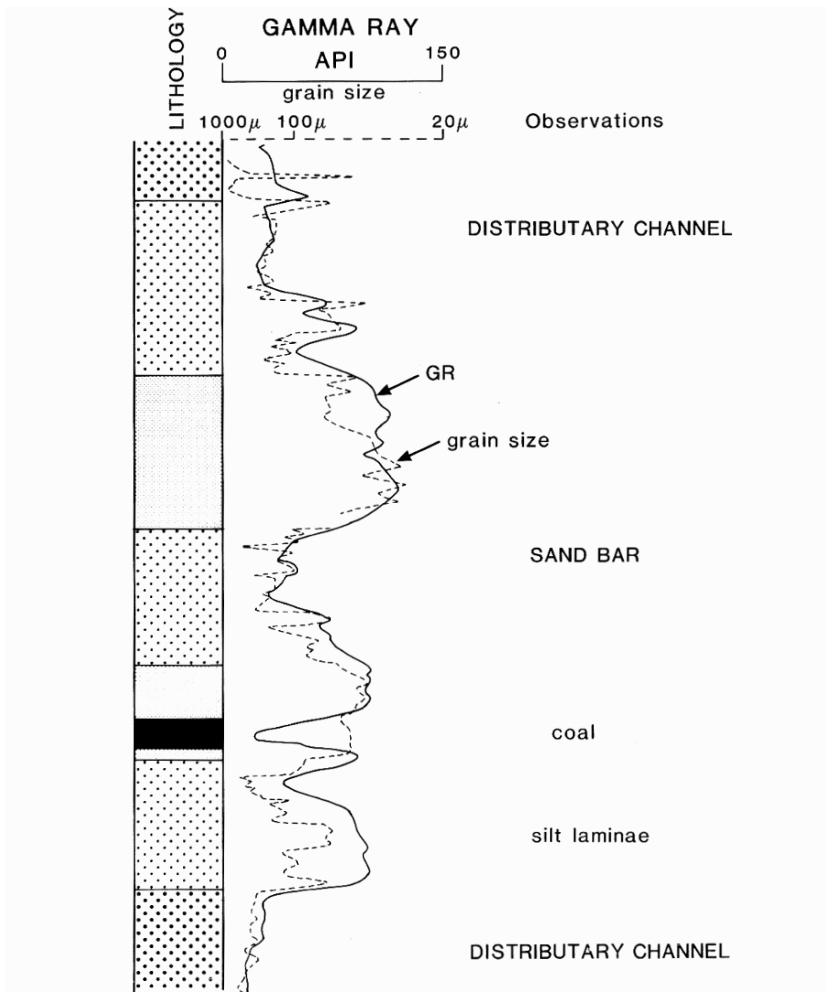 LITHOLOGY
GAMMA RAY
API
0 150
grain size
1000μ 100μ 20μ
Observations
DISTRIBUTARY CHANNEL
GR
grain size
SAND BAR
coal
silt laminae
DISTRIBUTARY CHANNEL